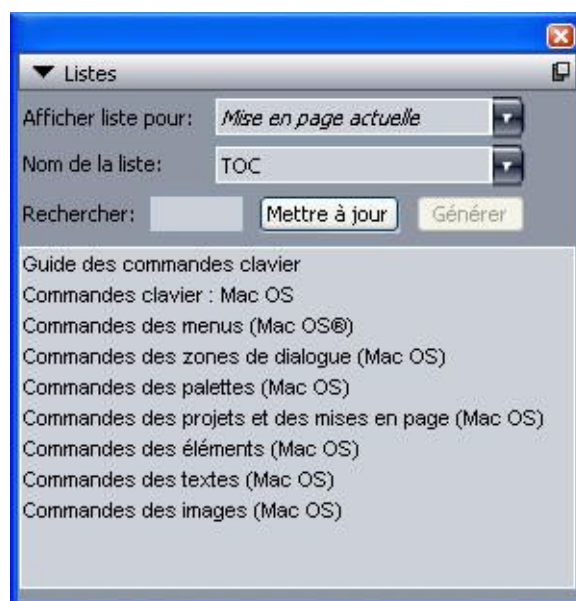 Listes
Afficher liste pour: Mise en page actuelle
Nom de la liste: TOC
Rechercher: Mettre à jour Générer
Guide des commandes clavier
Commandes clavier : Mac OS
Commandes des menus (Mac OS®)
Commandes des zones de dialogue (Mac OS)
Commandes des palettes (Mac OS)
Commandes des projets et des mises en page (Mac OS)
Commandes des éléments (Mac OS)
Commandes des textes (Mac OS)
Commandes des images (Mac OS)